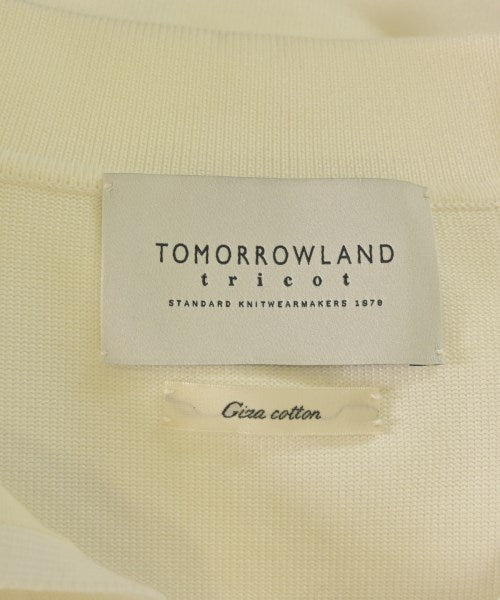 TOMORROWLAND
tricot
STANDARD KNITWEARMAKERS 1978
Giza cotton